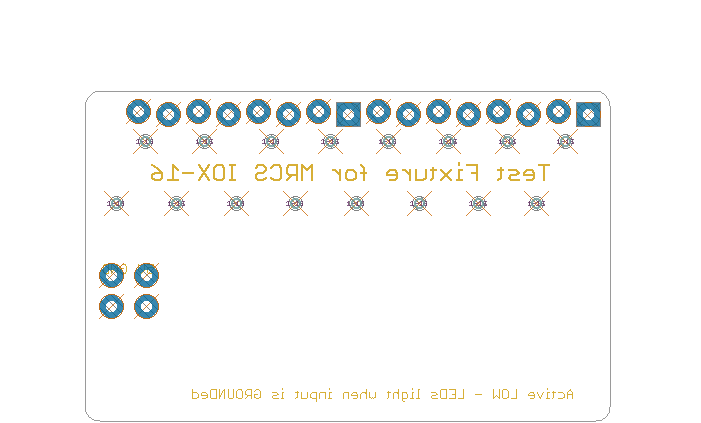 Test Fixture for MRCS IOX-16
Active LOW - LEDs light when input is GROUNDed